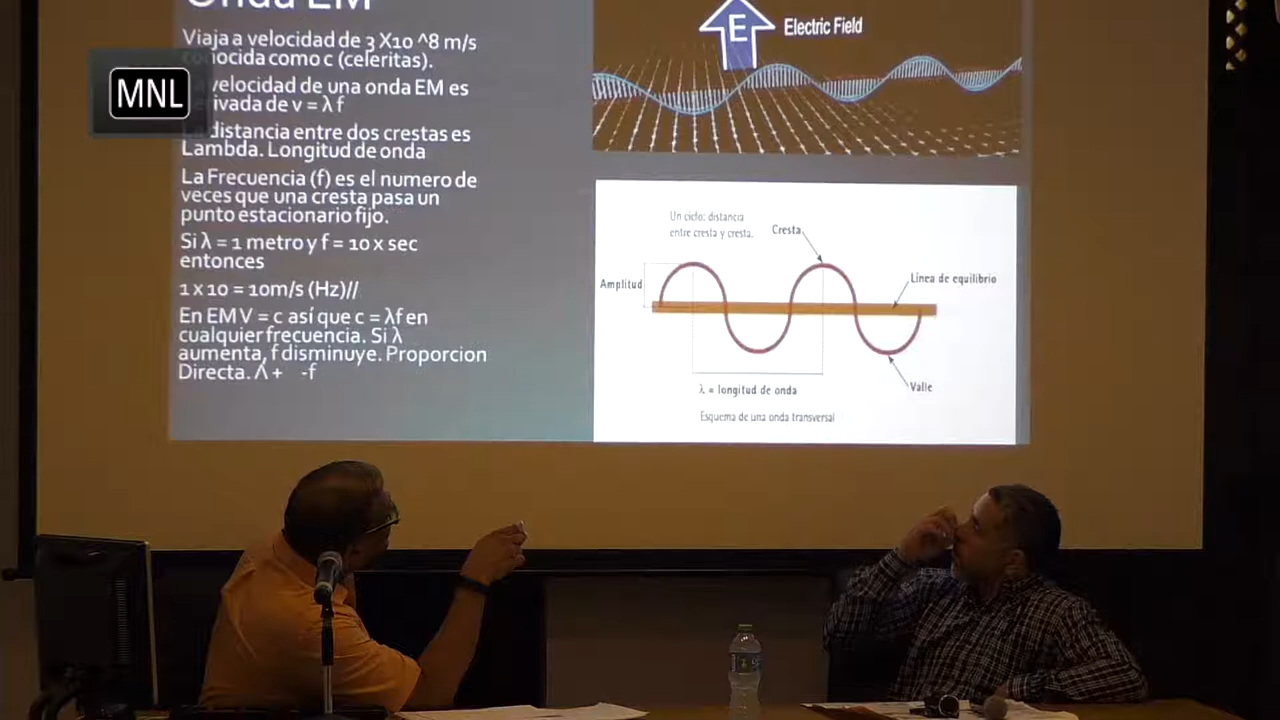 Onda EM
Viaja a velocidad de 3 X10 ^8 m/s
conocida como c (celeritas).
velocidad de una onda EM es
derivada de v = λ f
La distancia entre dos crestas es
Lambda. Longitud de onda
La Frecuencia (f) es el numero de
veces que una cresta pasa un
punto estacionario fijo.
Si λ = 1 metro y f = 10 x sec
entonces
1 x 10 = 10m/s (Hz)//
En EM V = c así que c = λf en
cualquier frecuencia. Si λ
aumenta, f disminuye. Proporcion
Directa. Λ + -f
MNL
E
Electric Field
Un ciclo: distancia
entre cresta y cresta.
Cresta
Amplitud
Línea de equilibrio
λ = longitud de onda
Valle
Esquema de una onda transversal